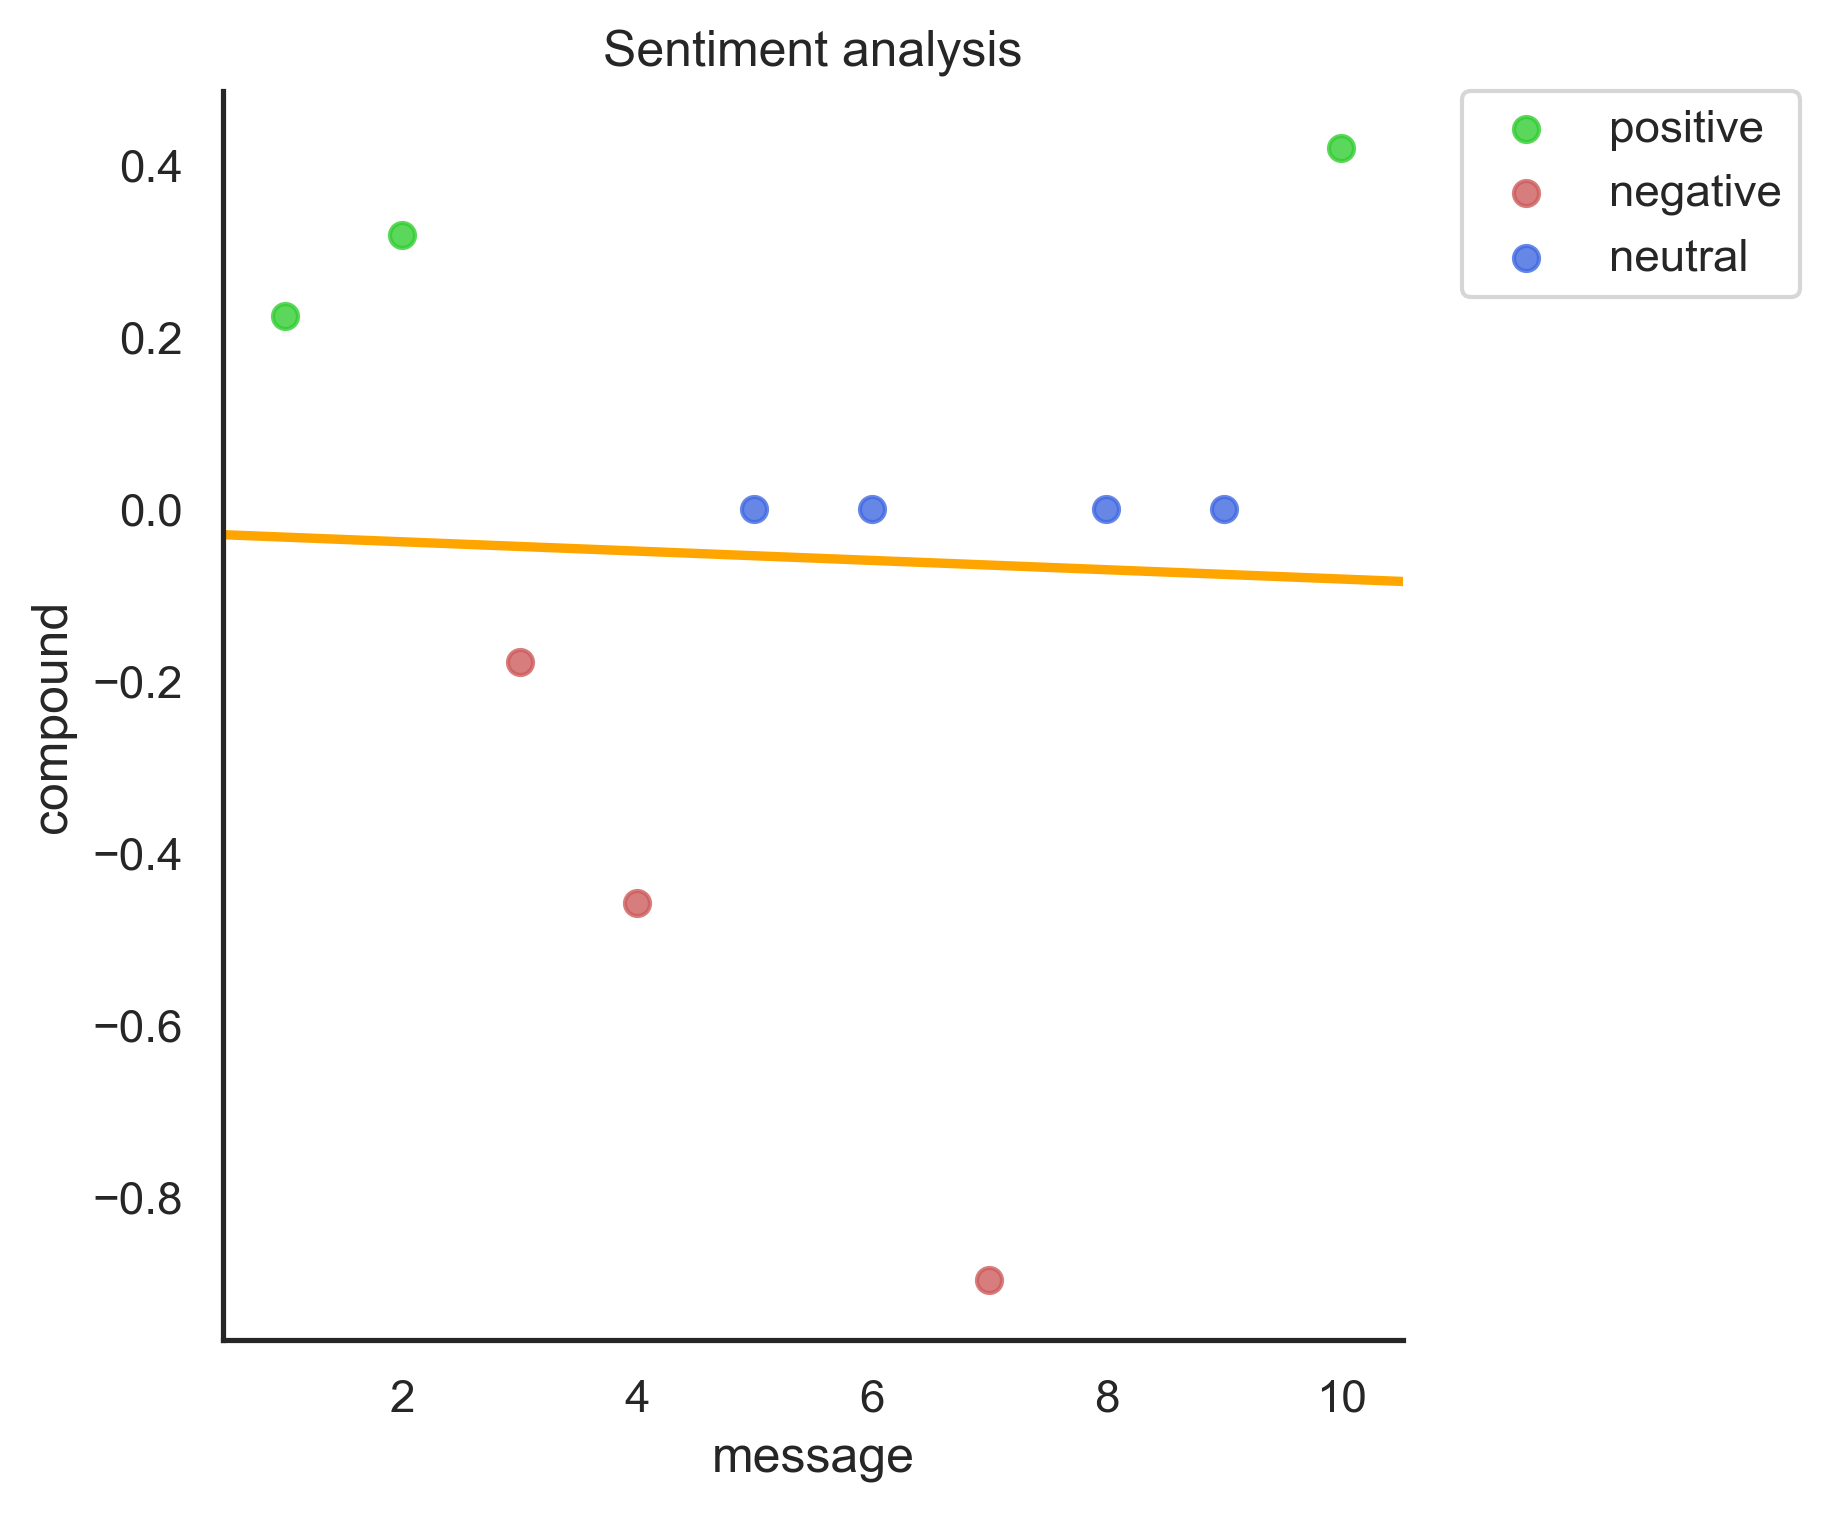 Sentiment analysis
positive
negative
neutral
0.4
0.2
0.0
−0.2
−0.4
−0.6
−0.8
compound
2 4 6 8 10
message